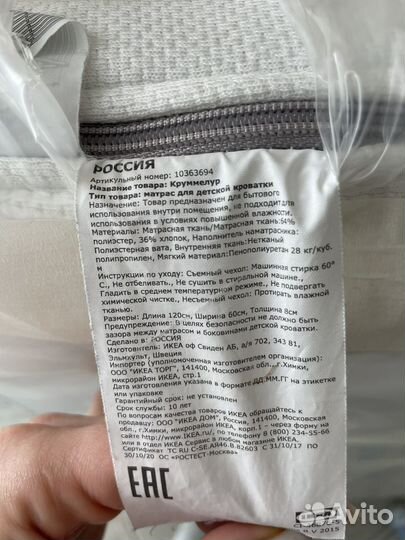 РОССИЯ
Артикульный номер: 10363694
Название товара: Круммелур
Тип товара: матрас для детской кроватки
Назначение: Товар предназначен для бытового
использования внутри помещения, не подходит для
использования в условиях повышенной влажности.
Материалы: Матрасная ткань/Матрасная ткань:64%
полиэстер, 36% хлопок, Наполнитель наматрасника:
Полиэстерная вата, Внутренняя ткань:Нетканый
полипропилен, Мягкий материал:Пенополиуретан 28 кг/куб.
м
Инструкции по уходу: Съемный чехол: Машинная стирка 60°
С., Не отбеливать., Не сушить в стиральной машине.,
Гладить в среднем температурном режиме., Не подвергать
химической чистке., Несъемный чехол: Протирать влажной
тканью.
Размеры: Длина 120см, Ширина 60см, Толщина 8см
Предупреждение: В целях безопасности не должно быть
зазора между матрасом и боковинами детской кроватки.
Сделано в: РОССИЯ
Изготовитель: ИКЕА оф Свиден АБ, а/я 702, 343 81,
Эльмхульт, Швеция
Импортер (уполномоченная изготовителем организация):
ООО "ИКЕА ТОРГ", 141400, Московская обл., г.Химки,
микрорайон ИКЕА, стр.1
Дата изготовления указана в формате ДД.ММ.ГГ на этикетке
или упаковке
Гарантийный срок: не установлен
Срок службы: 10 лет
По вопросам качества товаров ИКЕА обращайтесь к
продавцу: ООО "ИКЕА ДОМ", Россия, 141400, Московская
обл., г.Химки, микрорайон ИКЕА, корп.1 - через форму на
сайте http://www.IKEA.ru/, по телефону 8 (800) 234-55-66
или в ИКЕА Сервис в любом магазине ИКЕА.
Сертификат ТС RU C-SE.АЯ46.В.82603 С 31/10/17 ПО
30/10/20 ОС «РОСТЕСТ-Москва»
EAC
V 2015
Avito